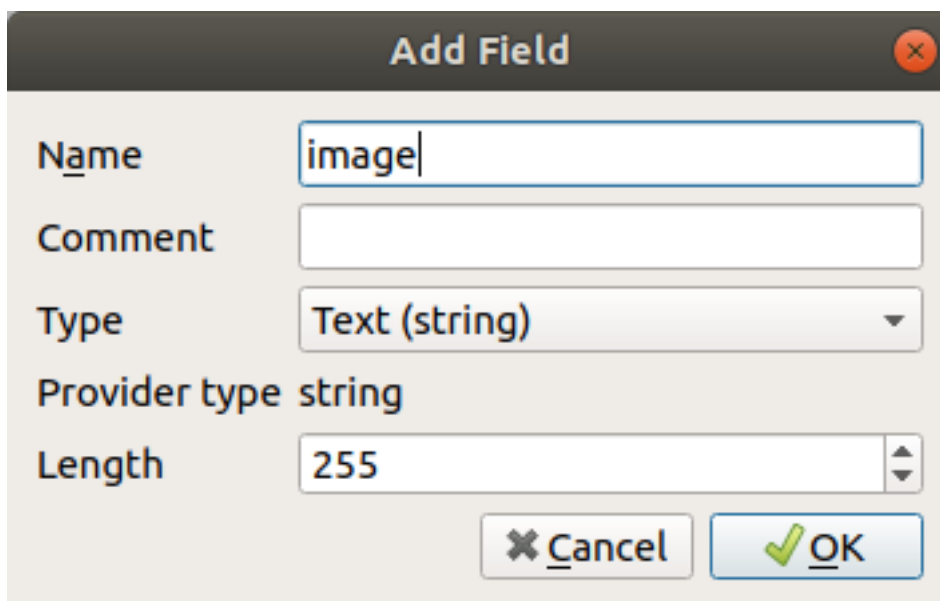 Add Field
Name image
Comment
Type Text (string)
Provider type string
Length 255
Cancel OK